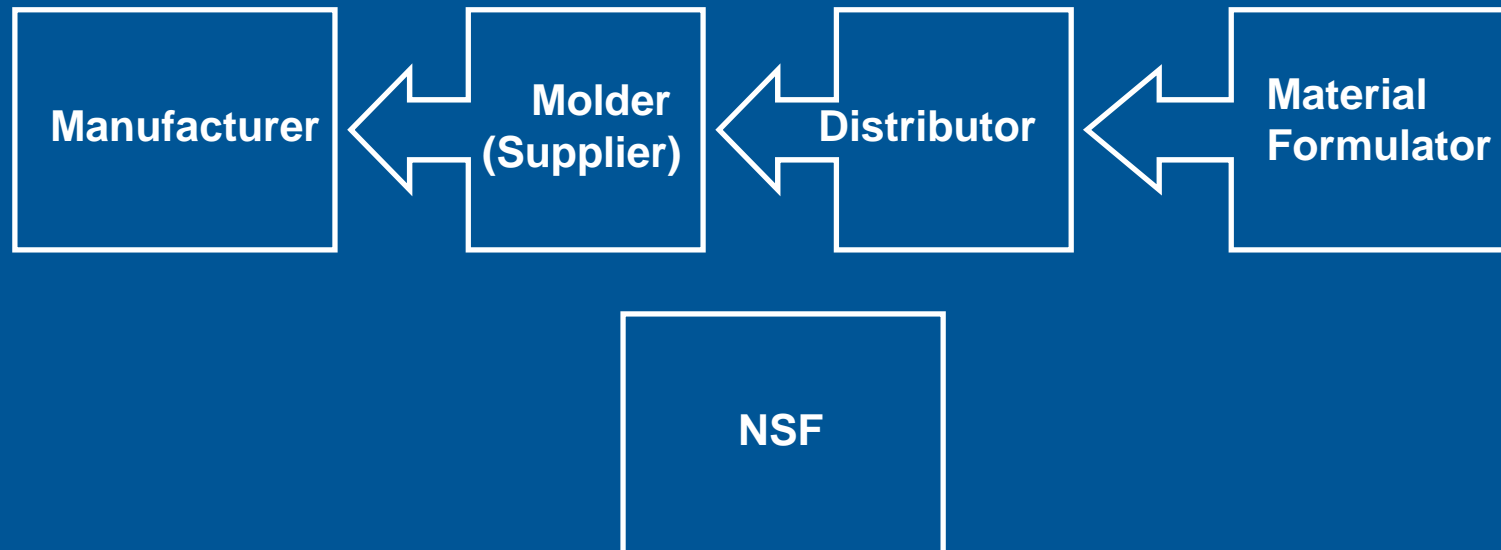 Manufacturer
Molder
(Supplier)
Distributor
Material
Formulator
NSF